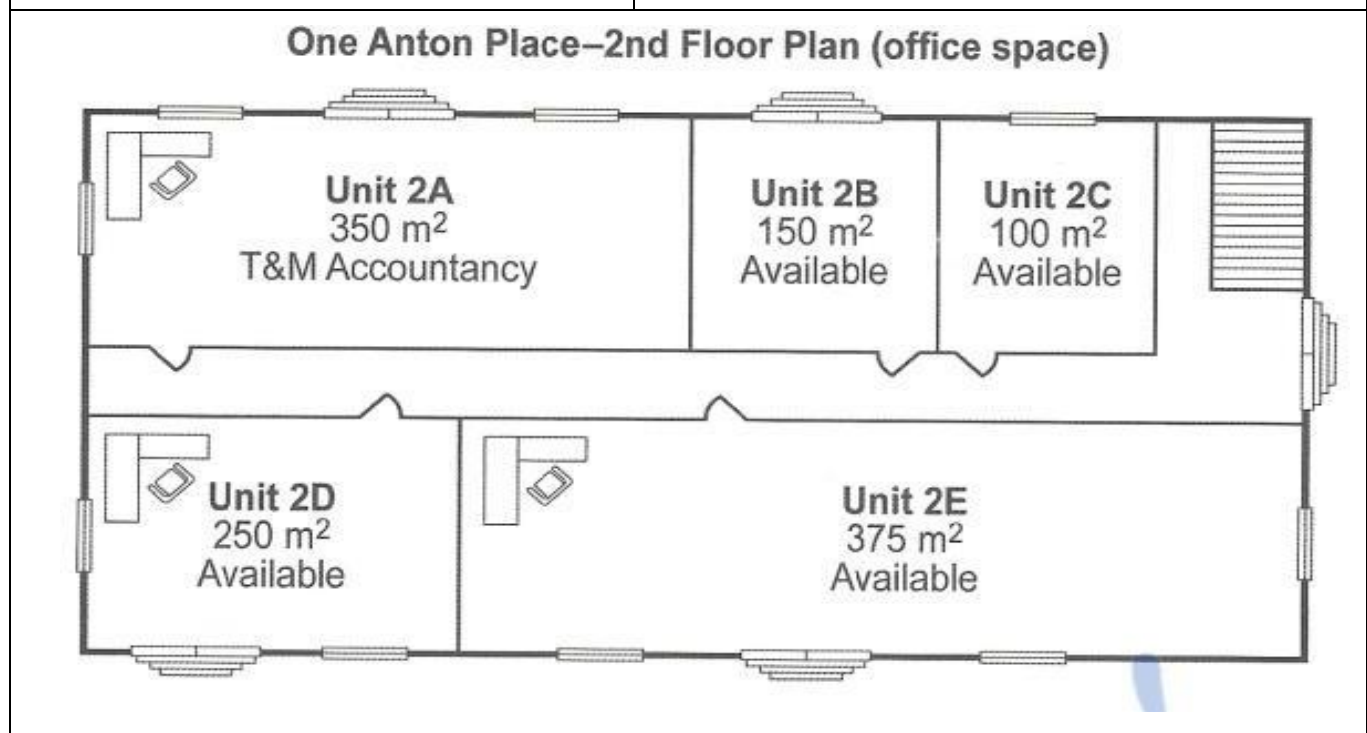 One Anton Place–2nd Floor Plan (office space)
Unit 2A
350 m²
T&M Accountancy
Unit 2B
150 m²
Available
Unit 2C
100 m²
Available
Unit 2D
250 m²
Available
Unit 2E
375 m²
Available